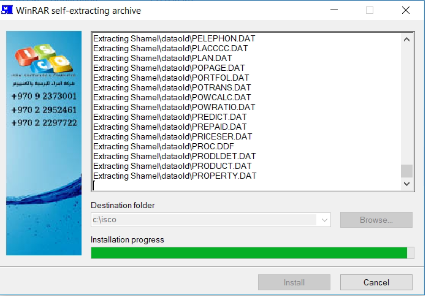 WinRAR self-extracting archive
+970 9 2373001
+970 2 2952461
+970 2 2297722
Extracting Shamel\dataold\PELEPHON.DAT
Extracting Shamel\dataold\PLACCCC.DAT
Extracting Shamel\dataold\PLAN.DAT
Extracting Shamel\dataold\POPAGE.DAT
Extracting Shamel\dataold\PORTFOL.DAT
Extracting Shamel\dataold\POTRANS.DAT
Extracting Shamel\dataold\POWCALC.DAT
Extracting Shamel\dataold\POWRATIO.DAT
Extracting Shamel\dataold\PREDICT.DAT
Extracting Shamel\dataold\PREPAID.DAT
Extracting Shamel\dataold\PRICESER.DAT
Extracting Shamel\dataold\PROC.DDF
Extracting Shamel\dataold\PRODLDET.DAT
Extracting Shamel\dataold\PRODUCT.DAT
Extracting Shamel\dataold\PROPERTY.DAT
Destination folder
c:\isco
Browse...
Installation progress
Install
Cancel